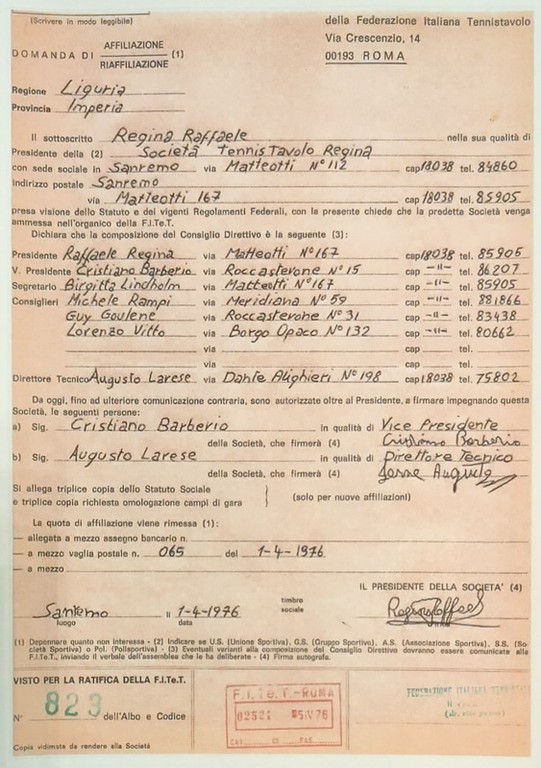 (Scrivere in modo leggibile)
della Federazione Italiana Tennistavolo
Via Crescenzio, 14
00193 ROMA
DOMANDA DI AFFILIAZIONE (1)
RIAFFILIAZIONE
Regione Liguria
Provincia Imperia
Il sottoscritto Regina Raffaele nella sua qualità di
Presidente della (2) Società Tennis Tavolo Regina
con sede sociale in Sanremo via Matteotti N° 112 cap 18038 tel. 84860
indirizzo postale Sanremo
via Matteotti 167 cap 18038 tel. 85905
presa visione dello Statuto e dei vigenti Regolamenti Federali, con la presente chiede che la predetta Società venga
ammessa nell'organico della F.I.Te.T.
Dichiara che la composizione del Consiglio Direttivo è la seguente (3):
Presidente Raffaele Regina via Matteotti N° 167 cap 18038 tel. 85905
V. Presidente Cristiano Barberio via Roccasterone N° 15 cap -"- tel. 86207
Segretario Birgitta Lindholm via Matteotti N° 167 cap -"- tel. 85905
Consiglieri Michele Rampi via Meridiana N° 59 cap -"- tel. 881866
Guy Goulene via Roccasterone N° 31 cap -"- tel. 83438
Lorenzo Vitto via Borgo Opaco N° 132 cap -"- tel. 80662
via cap tel.
via cap tel.
Direttore Tecnico Augusto Larese via Dante Alighieri N° 198 cap 18038 tel. 75802
Da oggi, fino ad ulteriore comunicazione contraria, sono autorizzate oltre al Presidente, a firmare impegnando questa
Società, le seguenti persone:
a) Sig. Cristiano Barberio in qualità di Vice Presidente
della Società, che firmerà (4) Cristiano Barberio
b) Sig. Augusto Larese in qualità di Direttore Tecnico
della Società, che firmerà (4)
Si allega triplice copia dello Statuto Sociale
e triplice copia richiesta omologazione campi di gara (solo per nuove affiliazioni)
La quota di affiliazione viene rimessa (1):
— allegata a mezzo assegno bancario n.
— a mezzo vaglia postale n. 065 del 1-4-1976
— a mezzo
IL PRESIDENTE DELLA SOCIETA' (4)
Sanremo li 1-4-1976 timbro
luogo data sociale
(1) Depennare quanto non interessa - (2) Indicare se U.S. (Unione Sportiva), G.S. (Gruppo Sportivo), A.S. (Associazione Sportiva), S.S. (So-
cietà Sportiva) o Pol. (Polisportiva) - (3) Eventuali varianti alla composizione del Consiglio Direttivo dovranno essere comunicate alla
F.I.Te.T., inviando il verbale dell'assemblea che le ha deliberate - (4) Firma autografa.
VISTO PER LA RATIFICA DELLA F.I.Te.T.
N° 829 dell'Albo e Codice
Copia vidimata da rendere alla Società
F.I.Te.T.-ROMA
02521 -5 IV 76
FEDERAZIONE ITALIANA